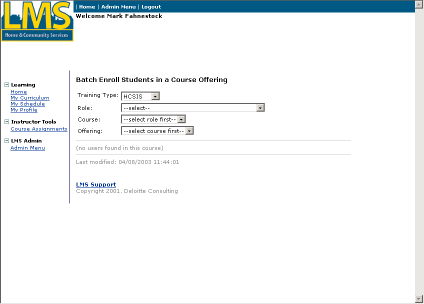 LMS
Home & Community Services
| Home | Admin Menu | Logout
Welcome Mark Fahnestock
Learning
Home
My Curriculum
My Schedule
My Profile
Instructor Tools
Course Assignments
LMS Admin
Admin Menu
Batch Enroll Students in a Course Offering
Training Type: HCSIS
Role: --select--
Course: --select role first--
Offering: --select course first--
(no users found in this course)
Last modified: 04/08/2003 11:44:01
LMS Support
Copyright 2001, Deloitte Consulting